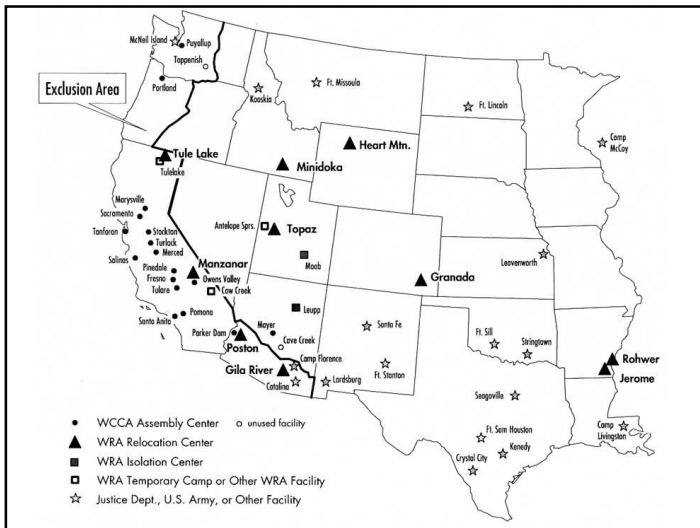 McNeil Island
Puyallup
Toppenish
Portland
Exclusion Area
Kooskia
Ft. Missoula
Ft. Lincoln
Camp
McCoy
Tule Lake
Tulelake
Minidoka
Heart Mtn.
Marysville
Sacramento
Tanforan
Stockton
Turlock
Merced
Salinas
Pinedale
Fresno
Tulare
Manzanar
Owens Valley
Cow Creek
Antelope Sprs.
Topaz
Moab
Granada
Leavenworth
Santa Anita
Pomona
Parker Dam
Poston
Mayer
Leupp
Cave Creek
Camp Florence
Gila River
Catalina
Lordsburg
Santa Fe
Ft. Stanton
Ft. Sill
Stringtown
Rohwer
Jerome
Seagoville
Ft. Sam Houston
Kenedy
Crystal City
Camp
Livingston
WCCA Assembly Center unused facility
WRA Relocation Center
WRA Isolation Center
WRA Temporary Camp or Other WRA Facility
Justice Dept., U.S. Army, or Other Facility